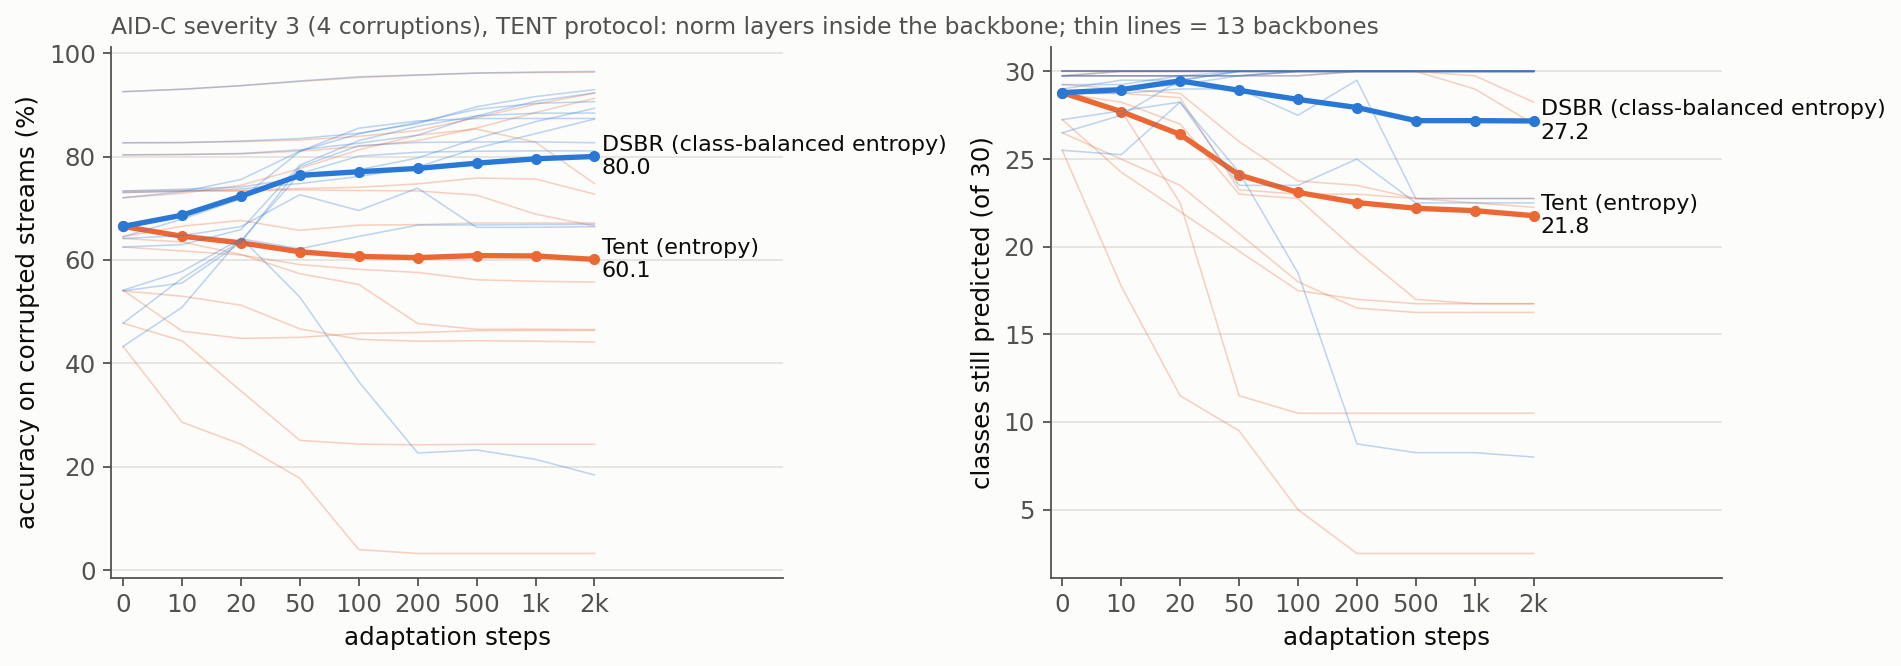 AID-C severity 3 (4 corruptions), TENT protocol: norm layers inside the backbone; thin lines = 13 backbones
accuracy on corrupted streams (%)
100
80
60
40
20
0
DSBR (class-balanced entropy)
80.0
Tent (entropy)
60.1
0 10 20 50 100 200 500 1k 2k
adaptation steps
classes still predicted (of 30)
30
25
20
15
10
5
DSBR (class-balanced entropy)
27.2
Tent (entropy)
21.8
0 10 20 50 100 200 500 1k 2k
adaptation steps